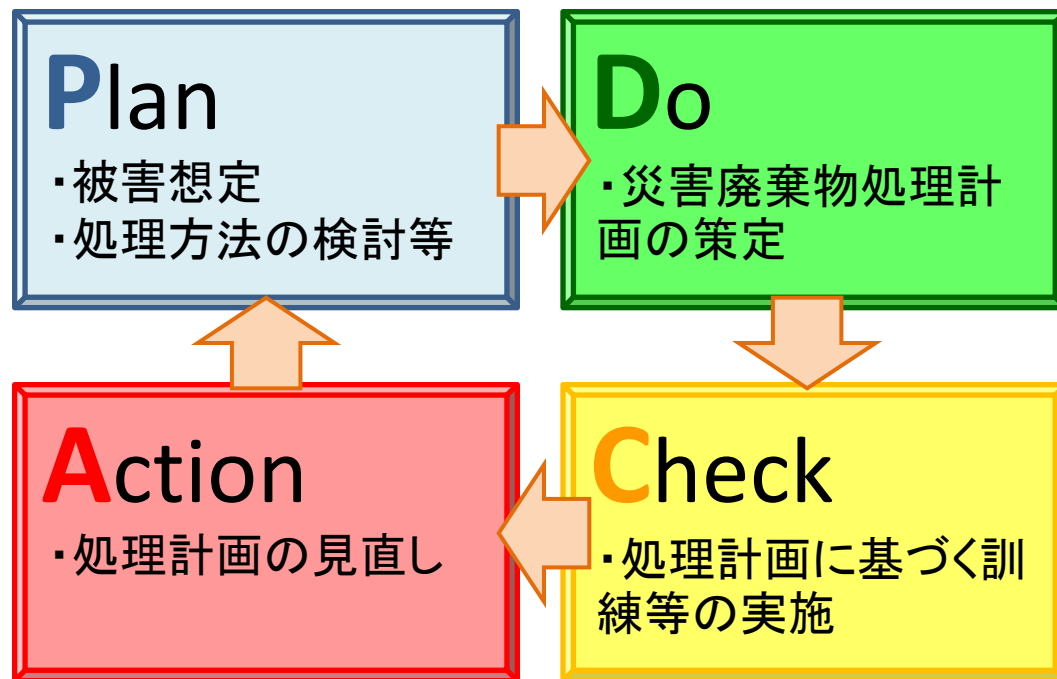 Plan
・被害想定
・処理方法の検討等
Do
・災害廃棄物処理計
画の策定
Action
・処理計画の見直し
Check
・処理計画に基づく訓
練等の実施